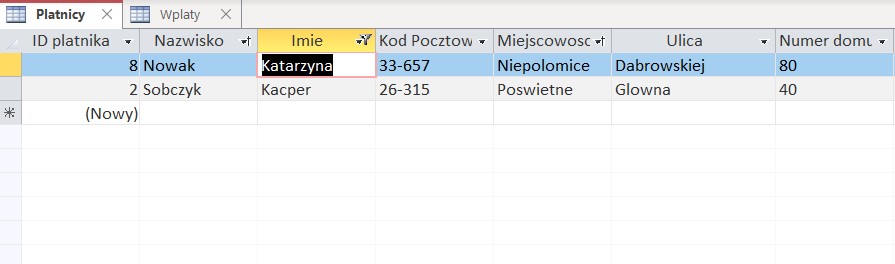 Platnicy Wplaty
ID platnika Nazwisko Imie Kod Pocztow Miejscowosc Ulica Numer domu
8 Nowak Katarzyna 33-657 Niepolomice Dabrowskiej 80
2 Sobczyk Kacper 26-315 Poswietne Glowna 40
(Nowy)